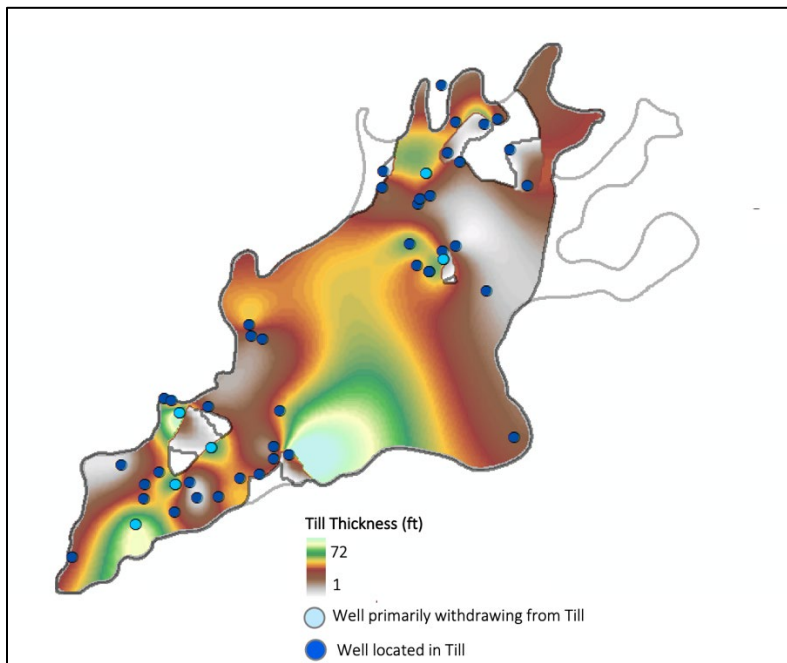 Till Thickness (ft)
72
1
Well primarily withdrawing from Till
Well located in Till